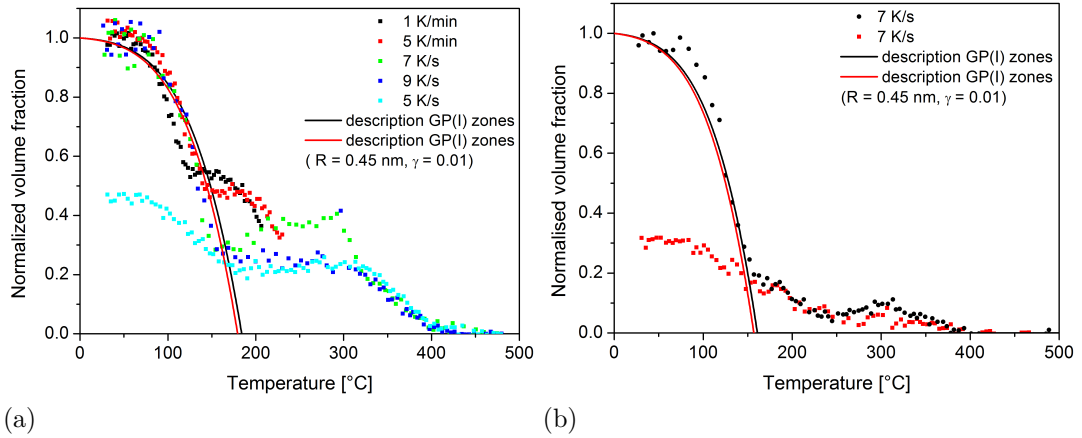 1.0
0.8
0.6
0.4
0.2
0.0
0
100
200
300
400
500
Normalized volume fraction
Temperature [°C]
1 K/min
5 K/min
7 K/s
9 K/s
5 K/s
description GP(I) zones
description GP(I) zones
( R = 0.45 nm, γ = 0.01)
(a)
1.0
0.8
0.6
0.4
0.2
0.0
0
100
200
300
400
500
Normalised volume fraction
Temperature [°C]
7 K/s
7 K/s
description GP(I) zones
description GP(I) zones
(R = 0.45 nm, γ = 0.01)
(b)